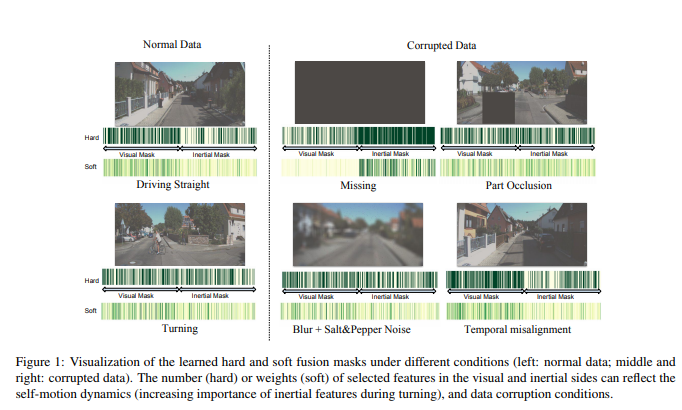 Normal Data
Corrupted Data
Hard
Visual Mask Inertial Mask
Soft
Driving Straight
Visual Mask Inertial Mask
Missing
Visual Mask Inertial Mask
Part Occlusion
Hard
Visual Mask Inertial Mask
Soft
Turning
Visual Mask Inertial Mask
Blur + Salt&Pepper Noise
Visual Mask Inertial Mask
Temporal misalignment
Figure 1: Visualization of the learned hard and soft fusion masks under different conditions (left: normal data; middle and
right: corrupted data). The number (hard) or weights (soft) of selected features in the visual and inertial sides can reflect the
self-motion dynamics (increasing importance of inertial features during turning), and data corruption conditions.